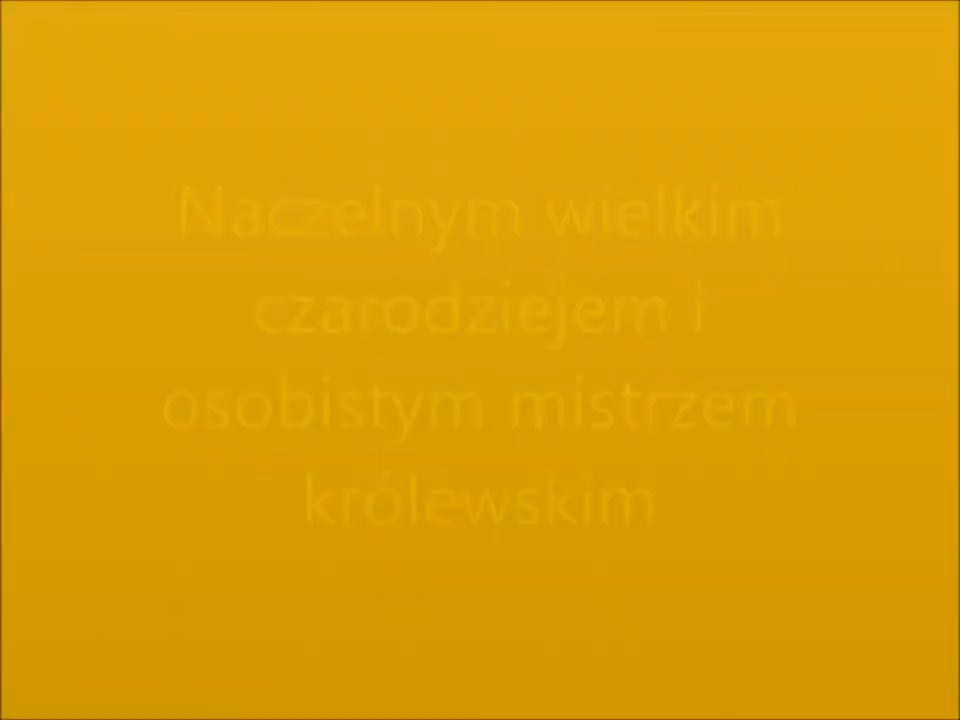 Naczelnym wielkim
czarodziejem i
osobistym mistrzem
królewskim